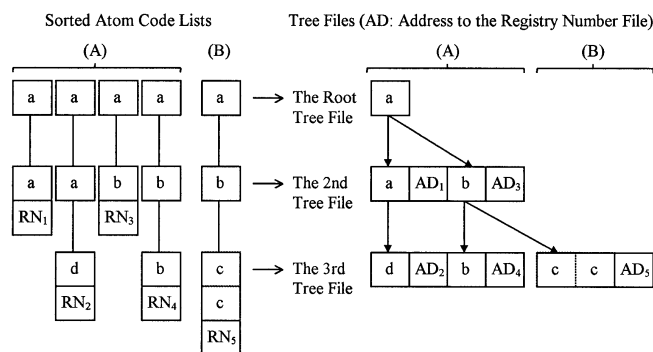 Sorted Atom Code Lists
Tree Files (AD: Address to the Registry Number File)
(A) (B) (A) (B)
a a a a a The Root Tree File a
a a b b b The 2nd Tree File a AD₁ b AD₃
RN₁ RN₃
d b c The 3rd Tree File d AD₂ b AD₄ c c AD₅
RN₂ RN₄ c
RN₅